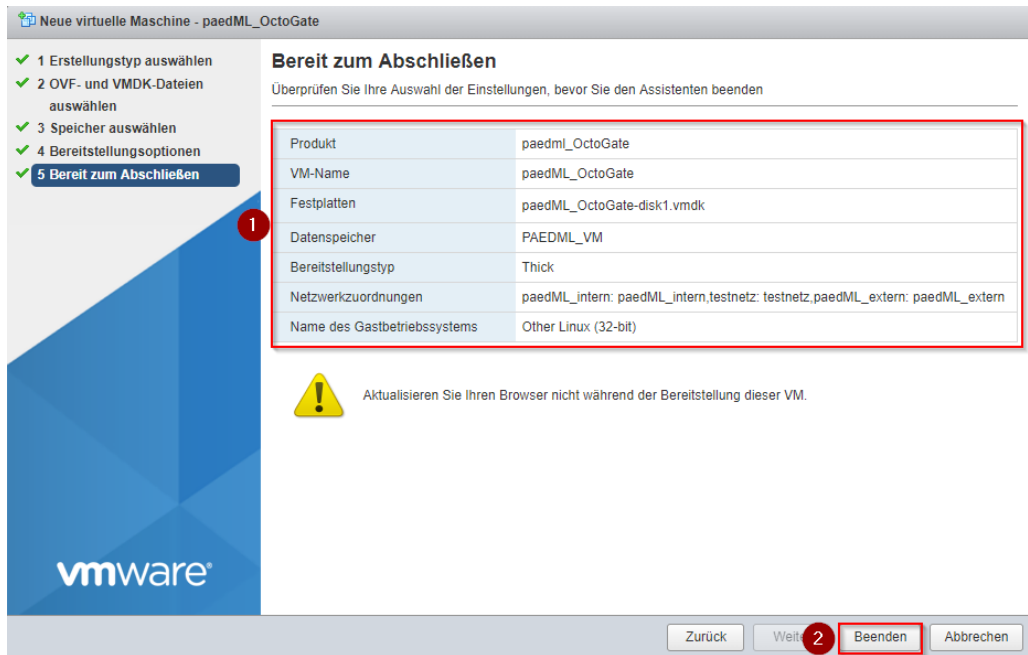 Neue virtuelle Maschine - paedML_OctoGate
1 Erstellungstyp auswählen
2 OVF- und VMDK-Dateien
auswählen
3 Speicher auswählen
4 Bereitstellungsoptionen
5 Bereit zum Abschließen
Bereit zum Abschließen
Überprüfen Sie Ihre Auswahl der Einstellungen, bevor Sie den Assistenten beenden
1
Produkt paedml_OctoGate
VM-Name paedML_OctoGate
Festplatten paedML_OctoGate-disk1.vmdk
Datenspeicher PAEDML_VM
Bereitstellungstyp Thick
Netzwerkzuordnungen paedML_intern: paedML_intern,testnetz: testnetz,paedML_extern: paedML_extern
Name des Gastbetriebssystems Other Linux (32-bit)
Aktualisieren Sie Ihren Browser nicht während der Bereitstellung dieser VM.
vmware®
Zurück 2 Beenden Abbrechen